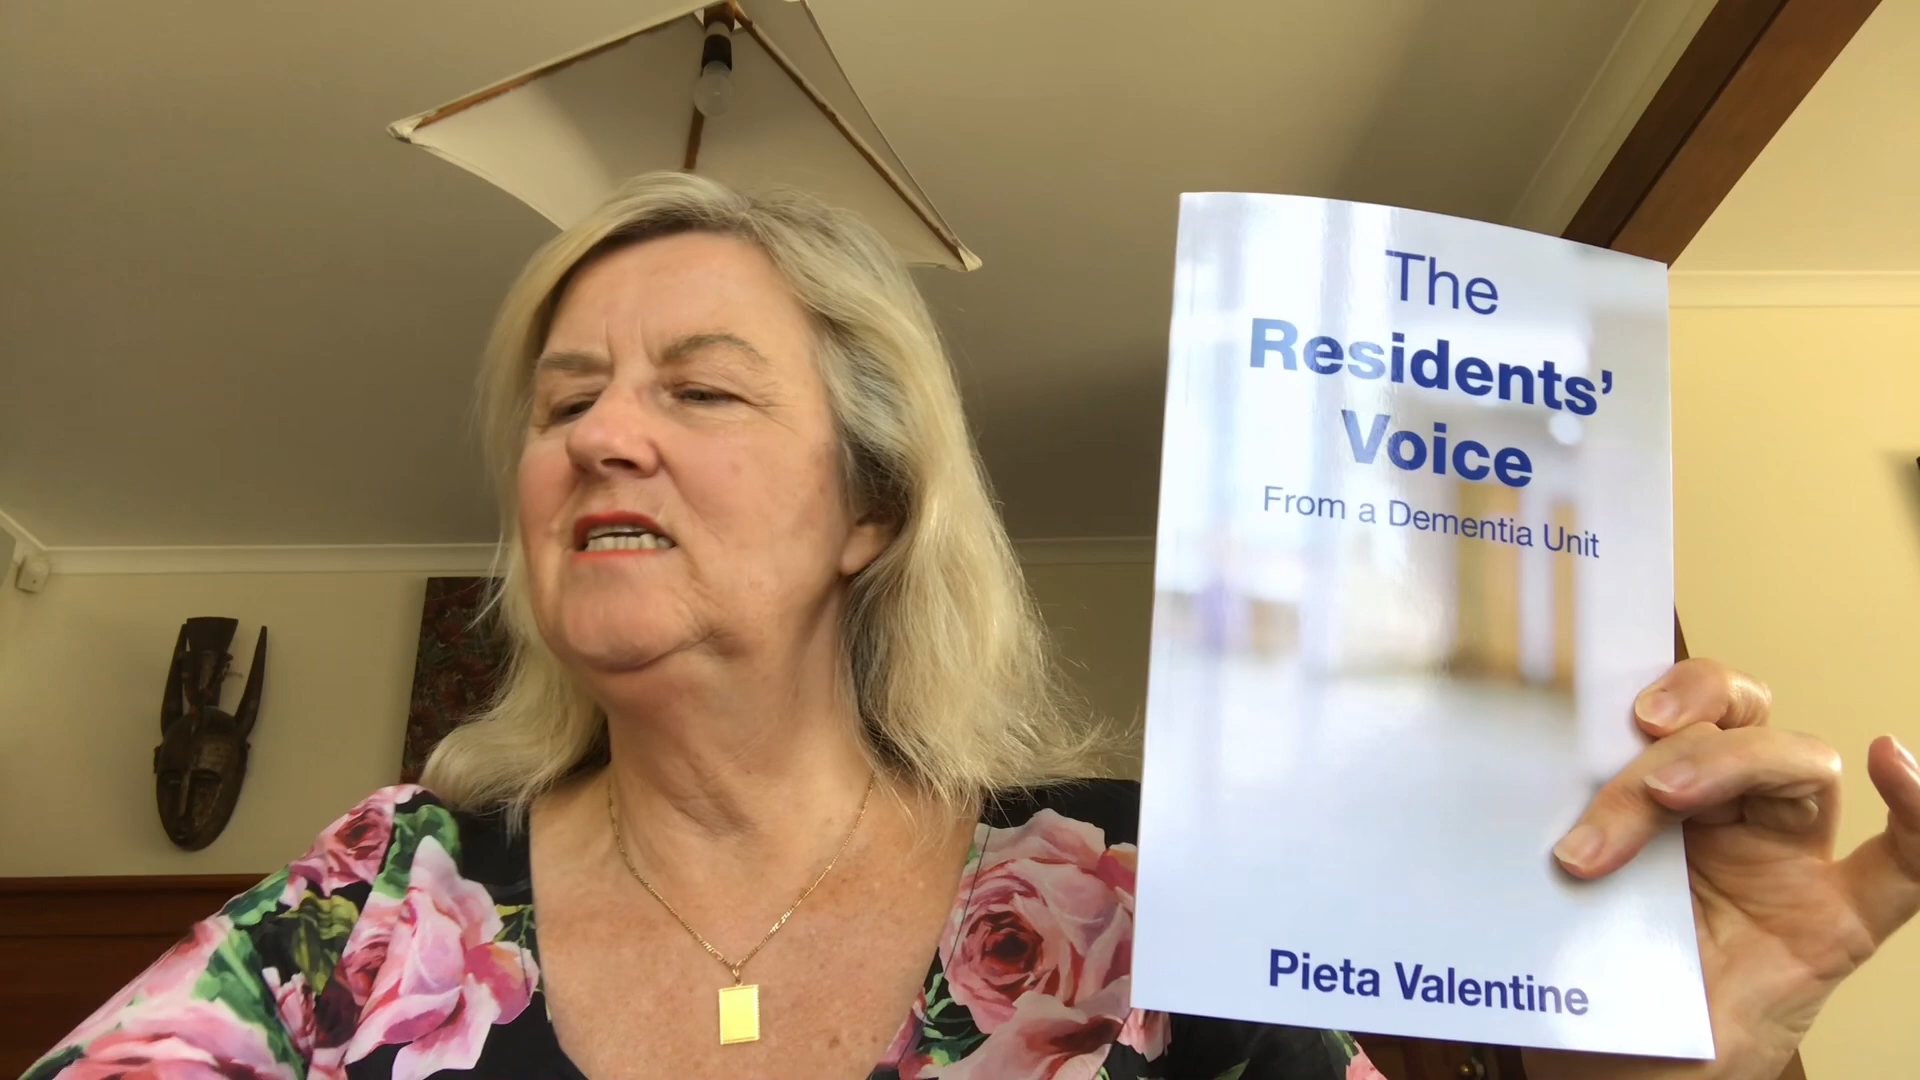 The
Residents’
Voice
From a Dementia Unit
Pieta Valentine